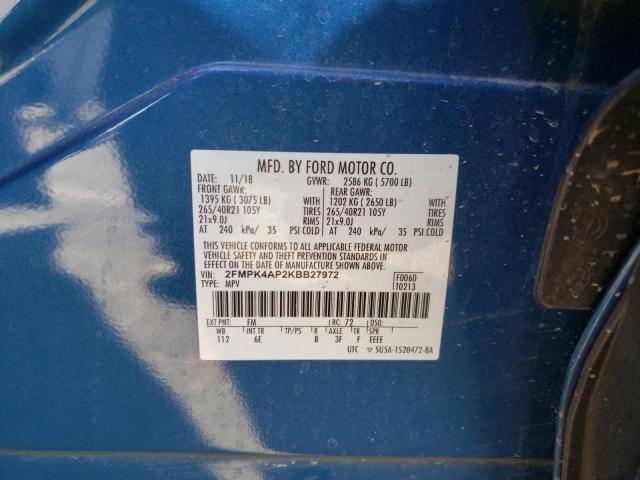 MFD. BY FORD MOTOR CO.
DATE: 11/18 GVWR: 2586 KG ( 5700 LB)
FRONT GAWR: REAR GAWR:
1395 KG ( 3075 LB) WITH 1202 KG ( 2650 LB) WITH
265/40R21 105Y TIRES 265/40R21 105Y TIRES
21x9.0J RIMS 21x9.0J RIMS
AT 240 kPa/ 35 PSI COLD AT 240 kPa/ 35 PSI COLD
THIS VEHICLE CONFORMS TO ALL APPLICABLE FEDERAL MOTOR
VEHICLE SAFETY AND THEFT PREVENTION STANDARDS IN
EFFECT ON THE DATE OF MANUFACTURE SHOWN ABOVE.
VIN: 2FMPK4AP2KBB27972 F0060
TYPE: MPV T0213
EXT PNT: FM RC: 72 DSO:
WB INT TR TP/PS R AXLE TR SPR
112 6E B 3F F EEEE
UTC ▽ 5U5A-1520472-BA